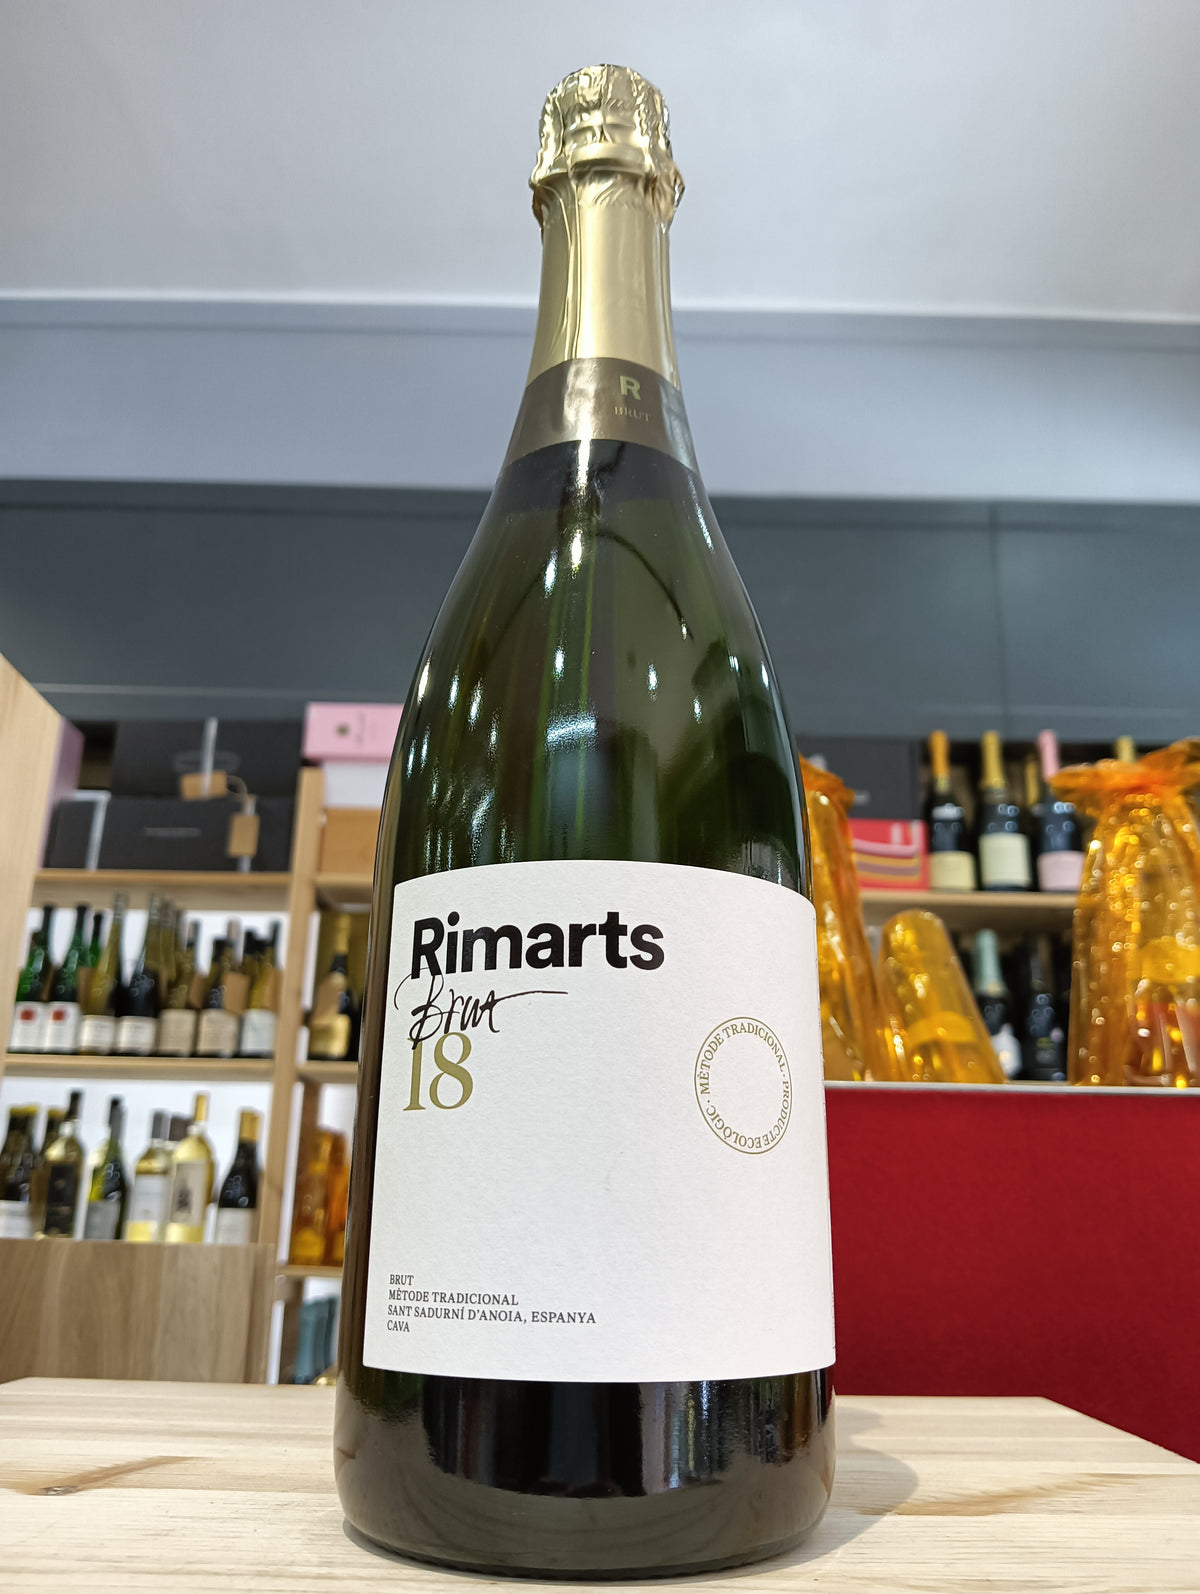 R
BRUT
Rimarts
Brut
18
MÈTODE TRADICIONAL · PRODUCTE ECOLÒGIC ·
BRUT
MÈTODE TRADICIONAL
SANT SADURNÍ D'ANOIA, ESPANYA
CAVA